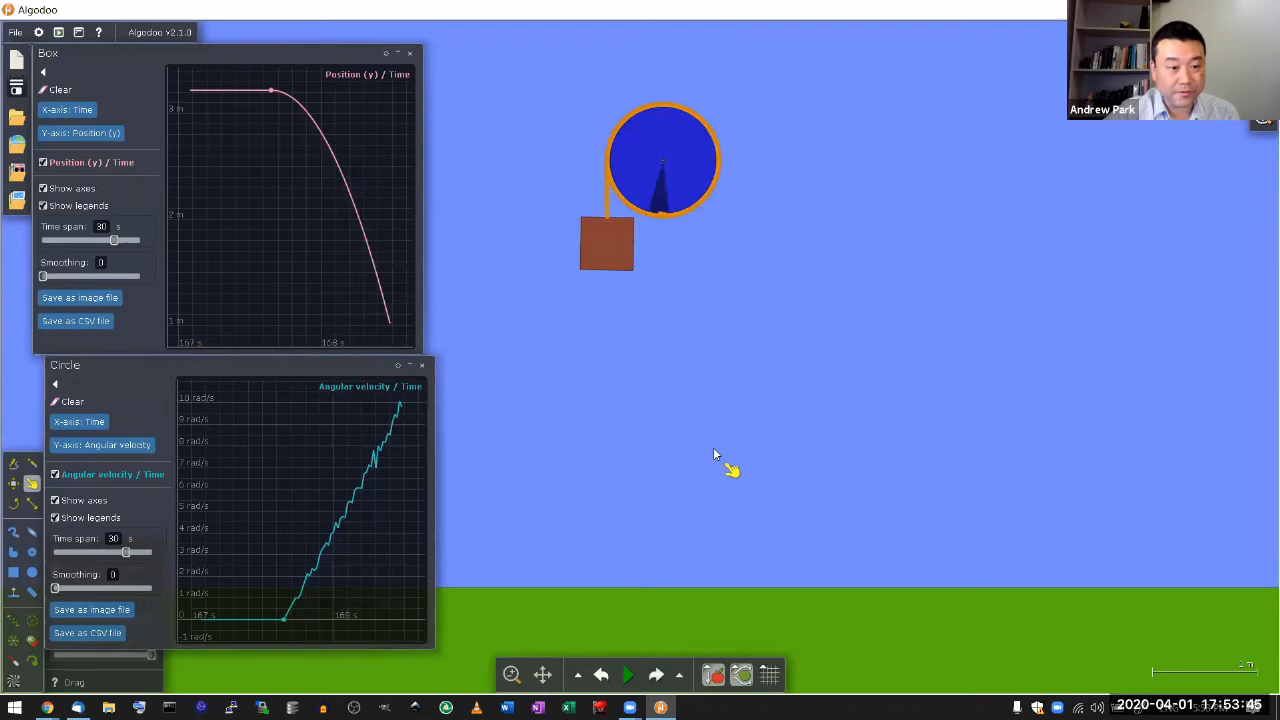 Algodoo
File ? Algodoo v2.1.0
Box
Clear
X-axis: Time
Y-axis: Position (y)
Position (y) / Time
Show axes
Show legends
Time span: 30 s
Smoothing: 0
Save as image file
Save as CSV file
Position (y) / Time
3 m
2 m
1 m
167 s 168 s
Circle
Clear
X-axis: Time
Y-axis: Angular velocity
Angular velocity / Time
Show axes
Show legends
Time span: 30 s
Smoothing: 0
Save as image file
Save as CSV file
Angular velocity / Time
10 rad/s
9 rad/s
8 rad/s
7 rad/s
6 rad/s
5 rad/s
4 rad/s
3 rad/s
2 rad/s
1 rad/s
0 167 s 168 s
-1 rad/s
Drag
Andrew Park
1 m
2020-04-01 17:53:45